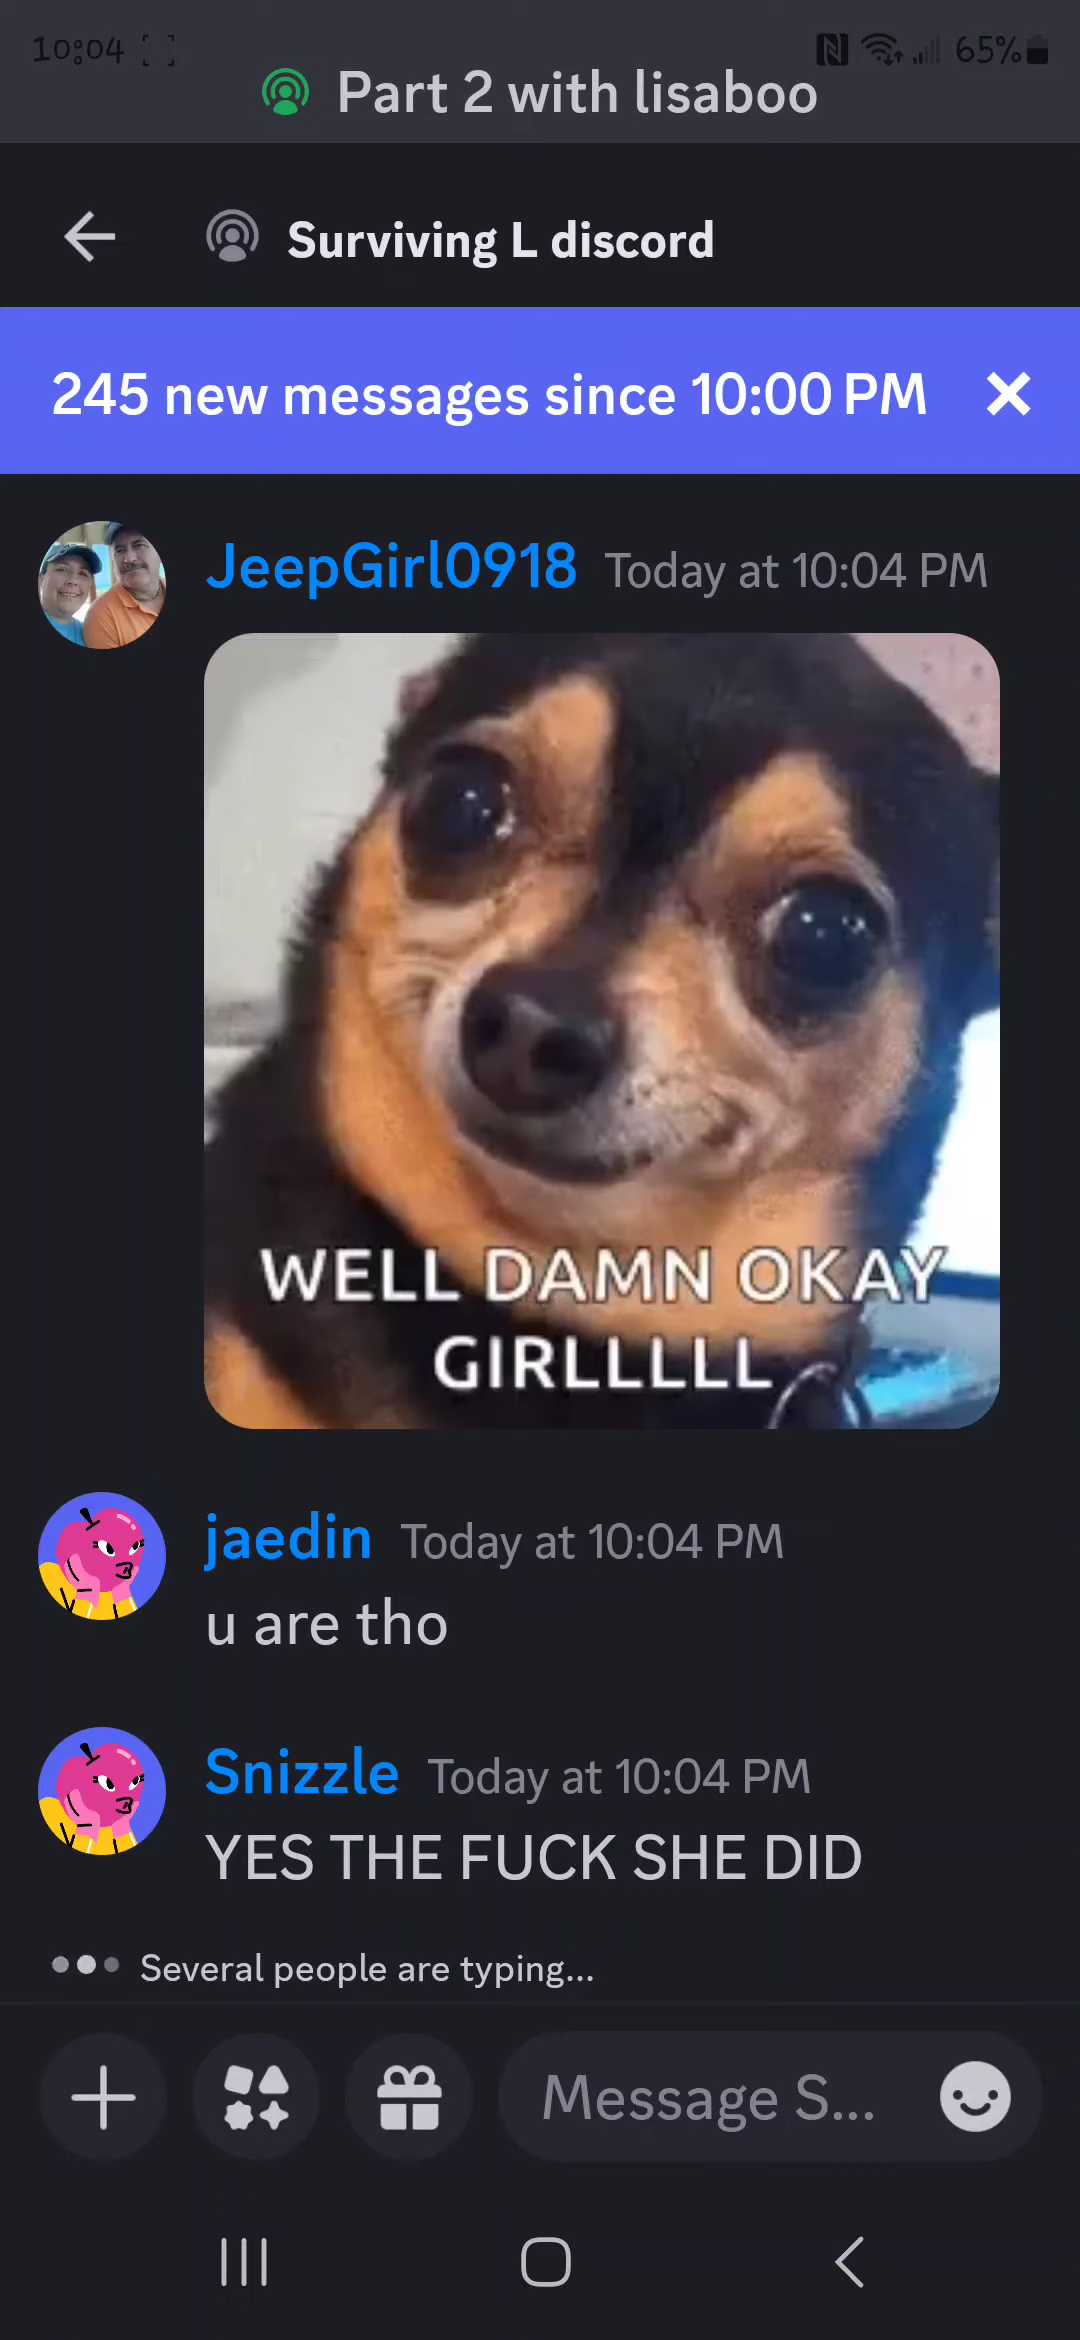 10:04
65%
Part 2 with lisaboo
Surviving L discord
245 new messages since 10:00 PM
JeepGirl0918 Today at 10:04 PM
WELL DAMN OKAY
GIRLLLLL
jaedin Today at 10:04 PM
u are tho
Snizzle Today at 10:04 PM
YES THE FUCK SHE DID
Several people are typing...
Message S...